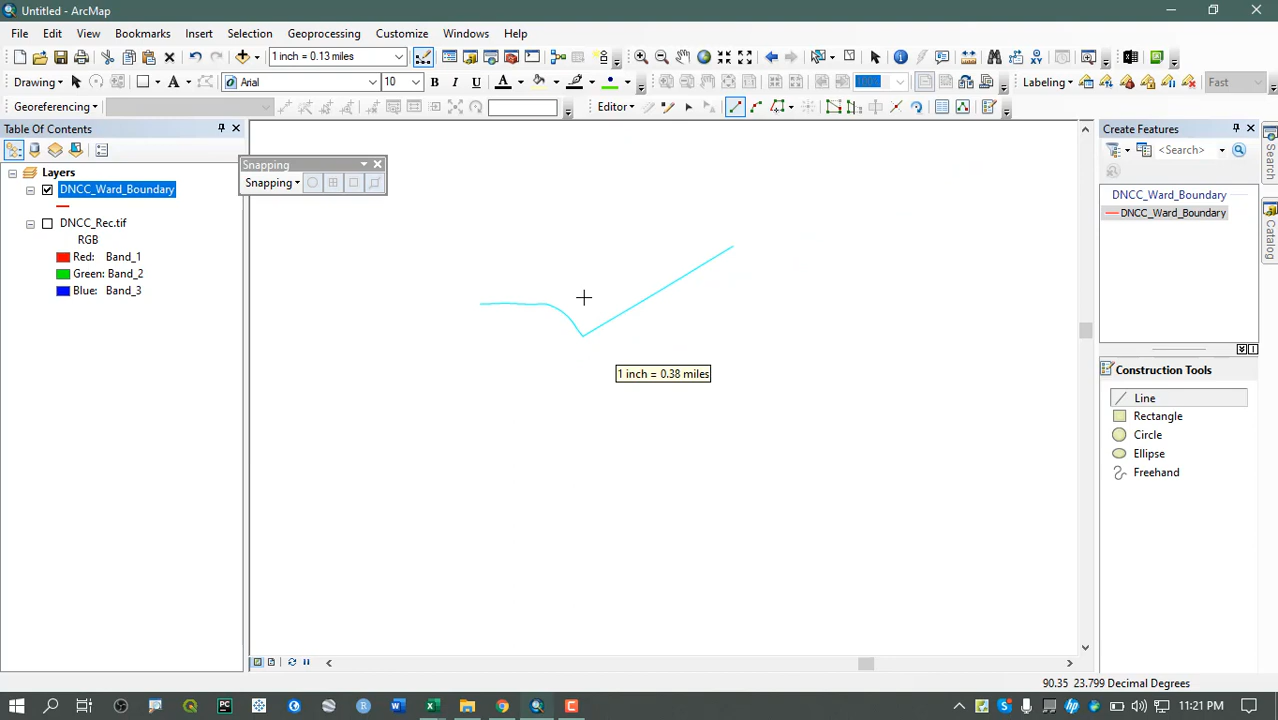 Untitled - ArcMap
File Edit View Bookmarks Insert Selection Geoprocessing Customize Windows Help
1 inch = 0.13 miles
Drawing Arial 10 B I U A Labeling Fast
Georeferencing Editor
Table Of Contents
Layers
DNCC_Ward_Boundary
DNCC_Rec.tif
RGB
Red: Band_1
Green: Band_2
Blue: Band_3
Snapping
Snapping
1 inch = 0.38 miles
Create Features
<Search>
DNCC_Ward_Boundary
DNCC_Ward_Boundary
Construction Tools
Line
Rectangle
Circle
Ellipse
Freehand
Search
Catalog
90.35 23.799 Decimal Degrees
11:21 PM